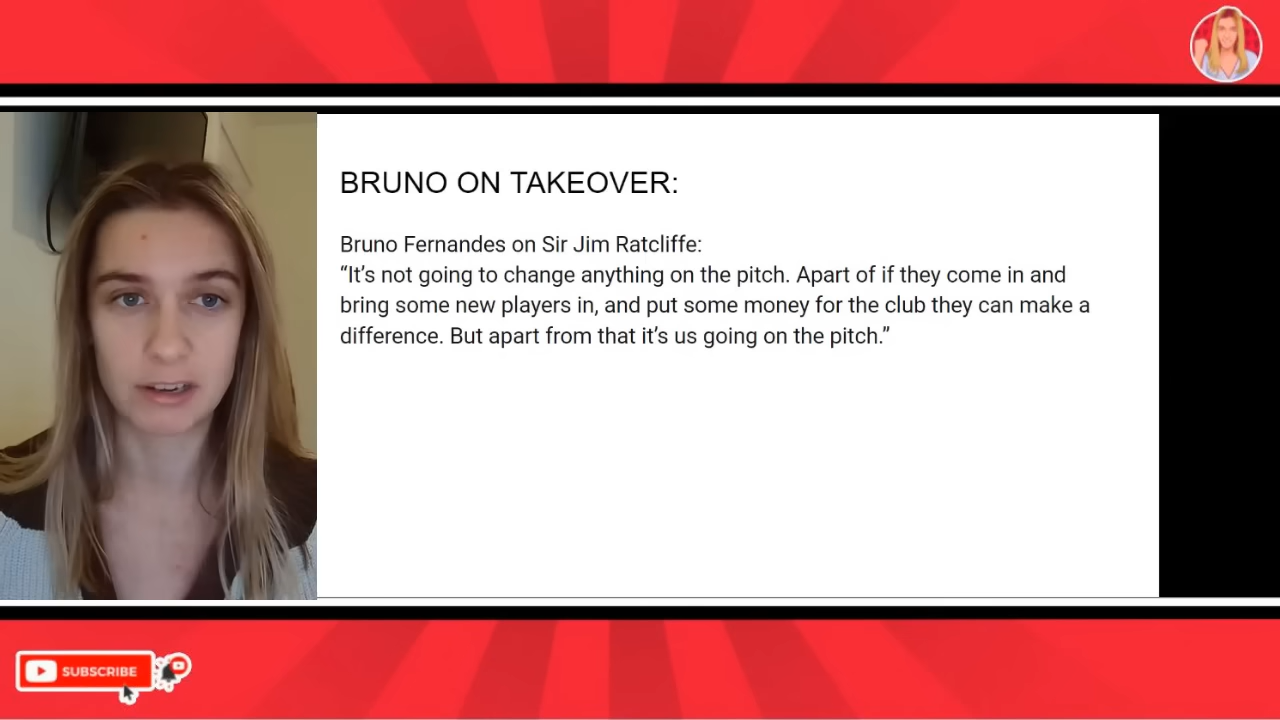 BRUNO ON TAKEOVER:
Bruno Fernandes on Sir Jim Ratcliffe:
“It’s not going to change anything on the pitch. Apart of if they come in and
bring some new players in, and put some money for the club they can make a
difference. But apart from that it’s us going on the pitch.”
SUBSCRIBE